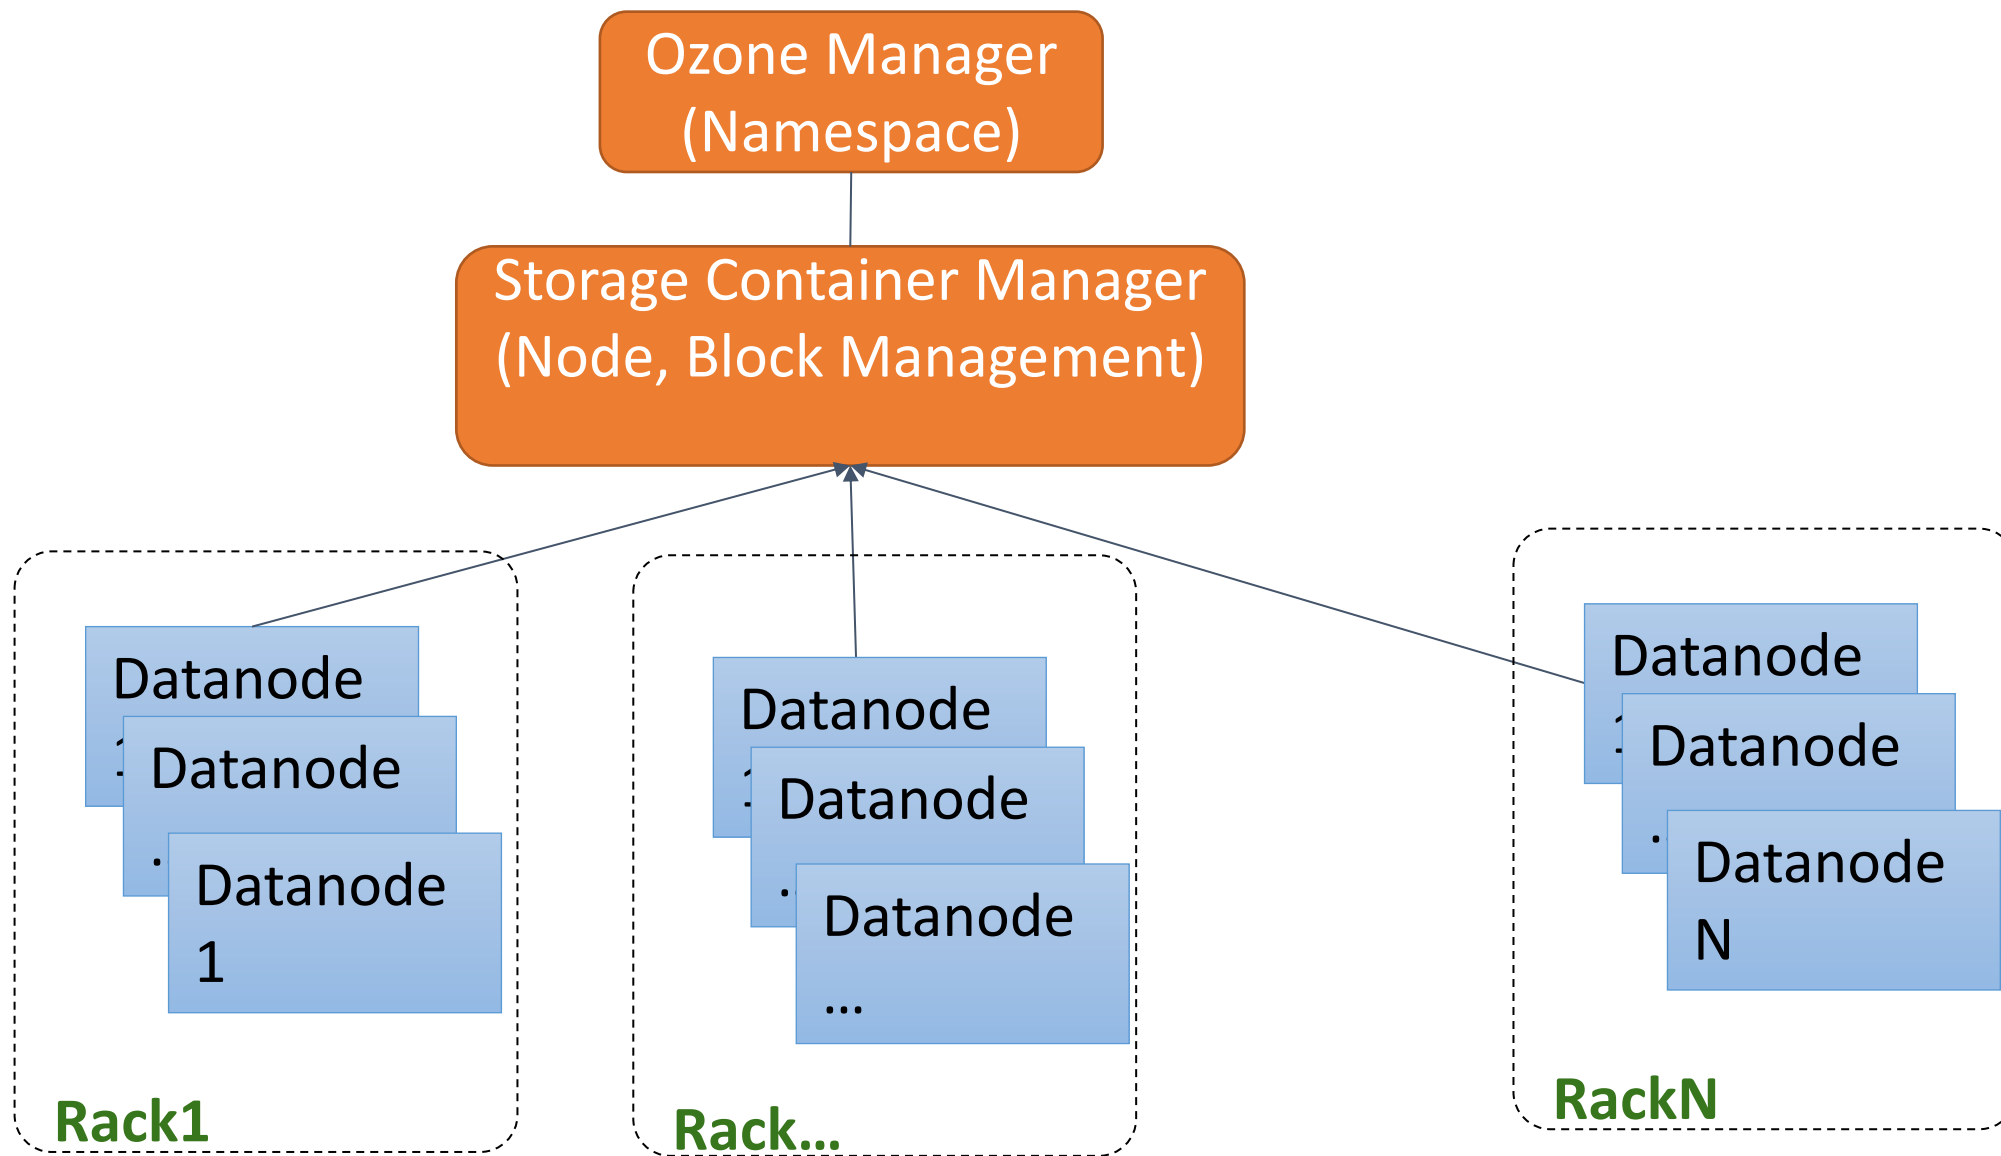 Ozone Manager
(Namespace)
Storage Container Manager
(Node, Block Management)
Datanode
Datanode
Datanode
1
Rack1
Datanode
Datanode
Datanode
...
Rack...
Datanode
Datanode
Datanode
N
RackN